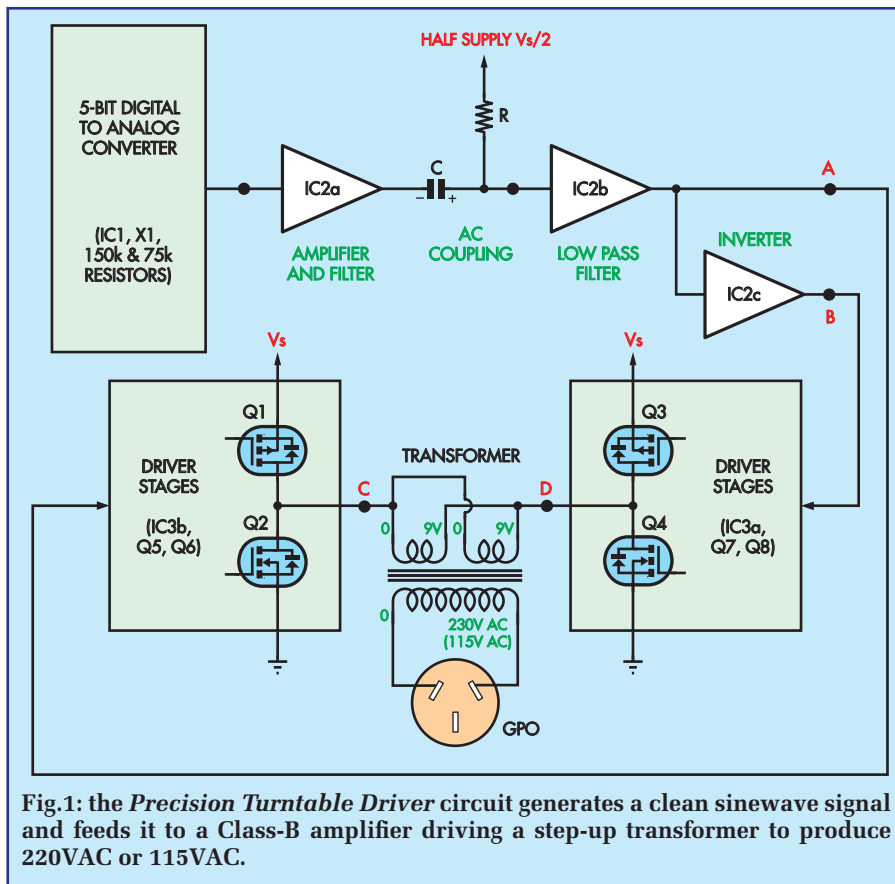 HALF SUPPLY Vs/2
5-BIT DIGITAL
TO ANALOG
CONVERTER
(IC1, X1,
150k & 75k
RESISTORS)
R
C
IC2a
− +
IC2b
A
AMPLIFIER
AND FILTER
AC
COUPLING
LOW PASS
FILTER
INVERTER
IC2c
B
Vs
Vs
Q1
Q3
TRANSFORMER
DRIVER
STAGES
(IC3b,
Q5, Q6)
C
D
DRIVER
STAGES
(IC3a,
Q7, Q8)
Q2
Q4
0 9V 0 9V
0
230V AC
(115V AC)
GPO
Fig.1: the Precision Turntable Driver circuit generates a clean sinewave signal
and feeds it to a Class-B amplifier driving a step-up transformer to produce
220VAC or 115VAC.